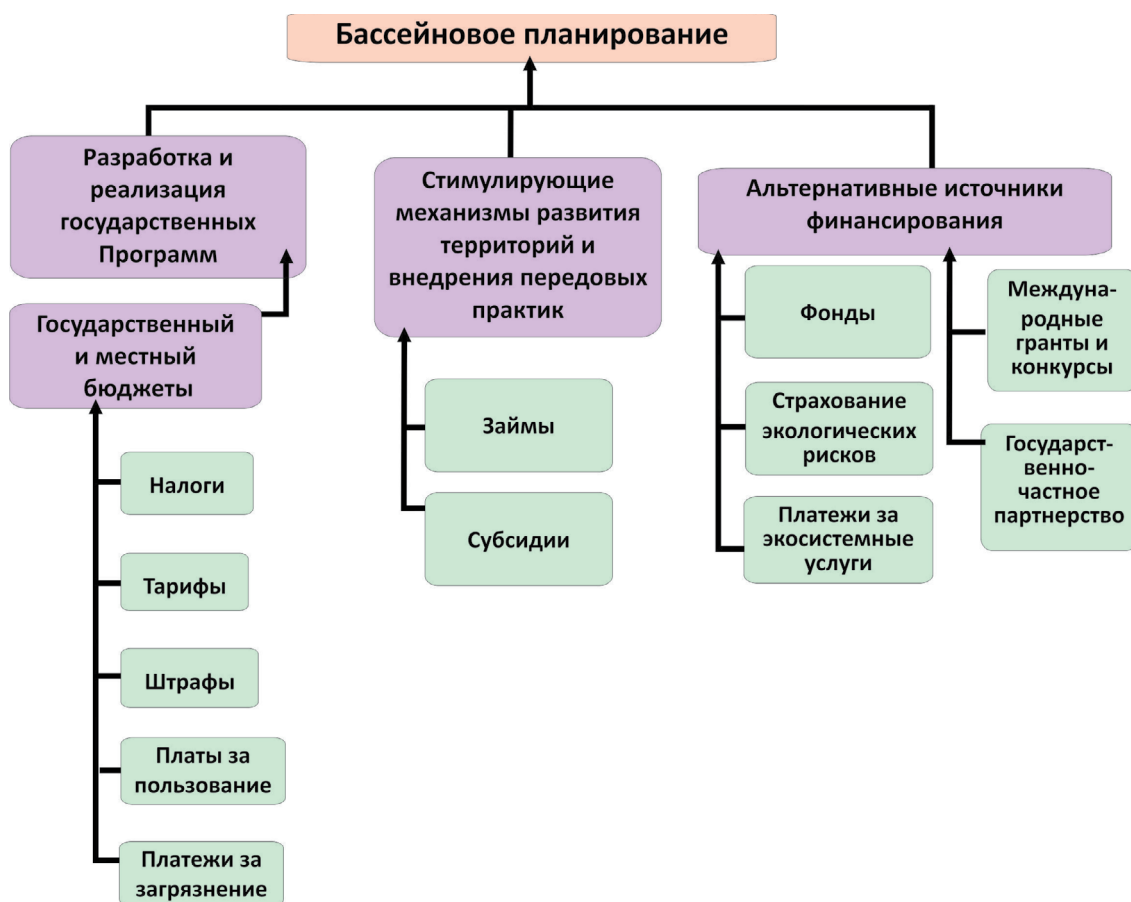 Бассейновое планирование
Разработка и
реализация
государственных
Программ
Государственный
и местный
бюджеты
Налоги
Тарифы
Штрафы
Платы за
пользование
Платежи за
загрязнение
Стимулирующие
механизмы развития
территорий и
внедрения передовых
практик
Займы
Субсидии
Альтернативные источники
финансирования
Фонды
Страхование
экологических
рисков
Платежи за
экосистемные
услуги
Междуна-
родные
гранты и
конкурсы
Государст-
венно-
частное
партнерство